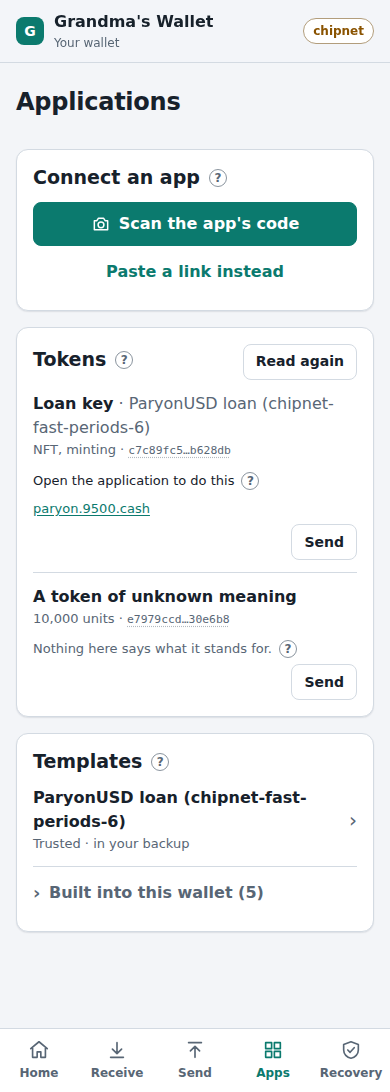 G
Grandma's Wallet
Your wallet
chipnet
Applications
Connect an app ?
Scan the app's code
Paste a link instead
Tokens ?
Read again
Loan key · ParyonUSD loan (chipnet-
fast-periods-6)
NFT, minting · c7c89fc5…b628db
Open the application to do this ?
paryon.9500.cash
Send
A token of unknown meaning
10,000 units · e7979ccd…30e6b8
Nothing here says what it stands for. ?
Send
Templates ?
ParyonUSD loan (chipnet-fast-
periods-6)
Trusted · in your backup
›
› Built into this wallet (5)
Home
Receive
Send
Apps
Recovery